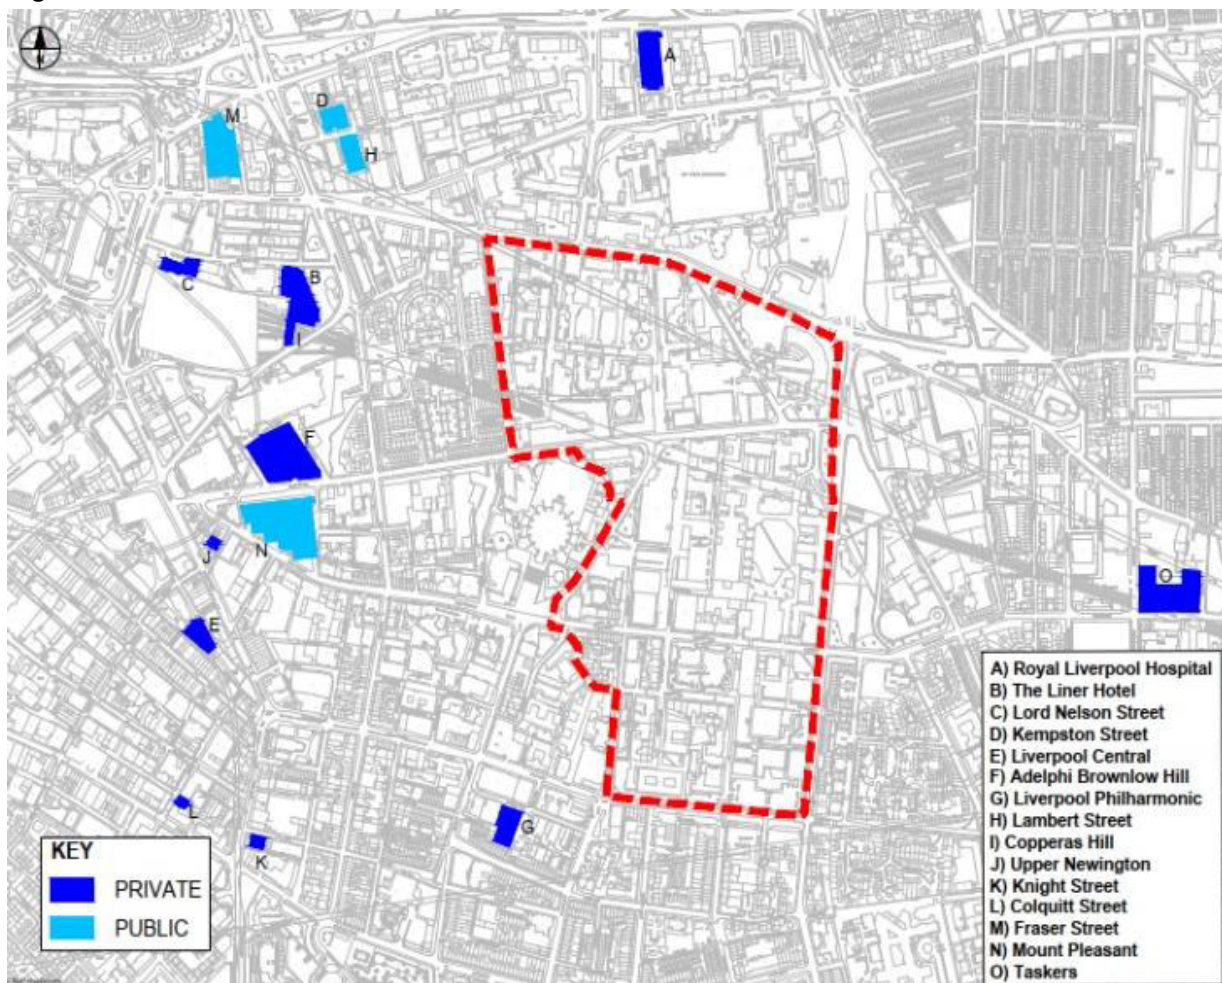 N
A
D
M
H
B
C
I
F
N
J
O
E
L
G
K
KEY
PRIVATE
PUBLIC
A) Royal Liverpool Hospital
B) The Liner Hotel
C) Lord Nelson Street
D) Kempston Street
E) Liverpool Central
F) Adelphi Brownlow Hill
G) Liverpool Philharmonic
H) Lambert Street
I) Copperas Hill
J) Upper Newington
K) Knight Street
L) Colquitt Street
M) Fraser Street
N) Mount Pleasant
O) Taskers